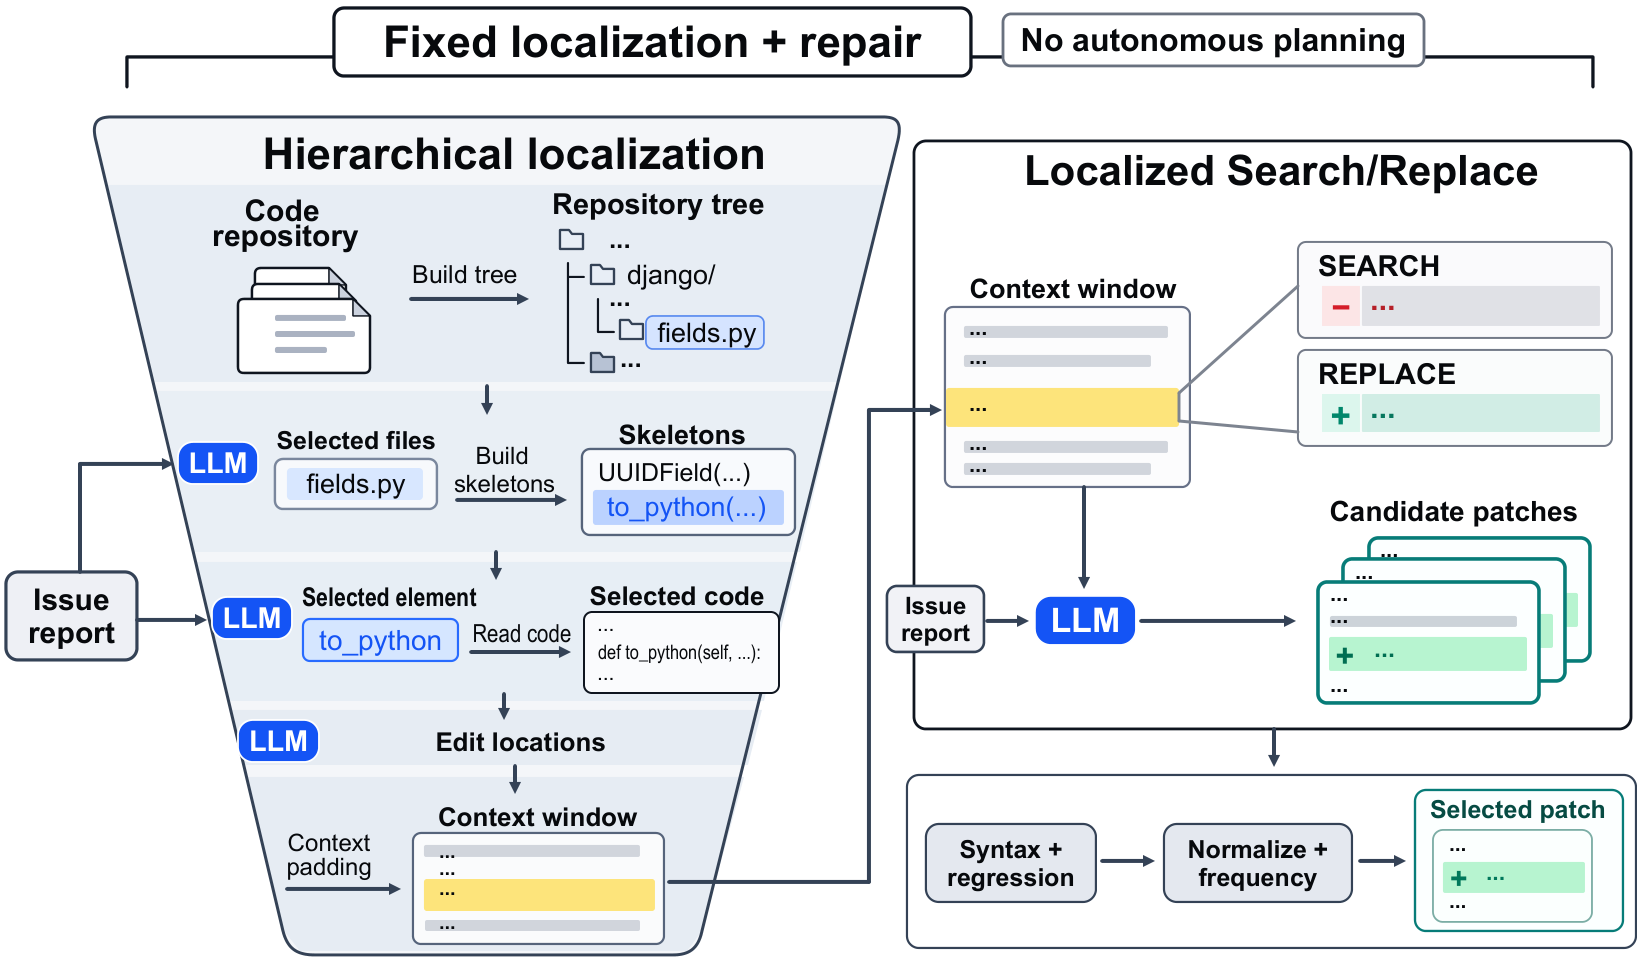 Fixed localization + repair
No autonomous planning
Hierarchical localization
Code
repository
Build tree
Repository tree
...
django/
...
fields.py
...
LLM
Selected files
fields.py
Build
skeletons
Skeletons
UUIDField(...)
to_python(...)
Issue
report
LLM
Selected element
to_python
Read code
Selected code
...
def to_python(self, ...):
...
LLM
Edit locations
Context
padding
Context window
...
...
...
...
Localized Search/Replace
Context window
...
...
...
...
...
SEARCH
− ...
REPLACE
+ ...
Issue
report
LLM
Candidate patches
...
...
...
...
+ ...
...
Syntax +
regression
Normalize +
frequency
Selected patch
...
+ ...
...